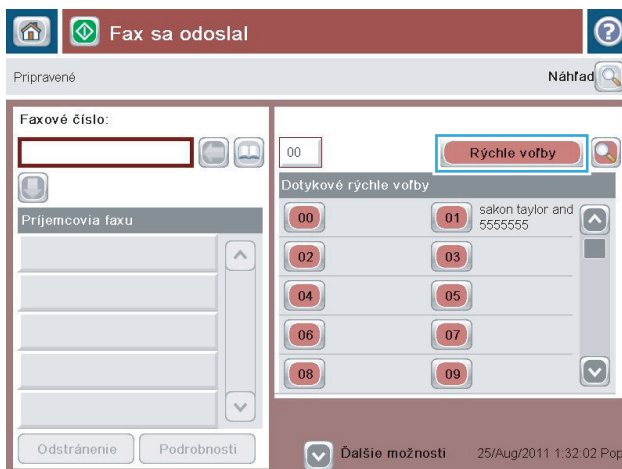 Fax sa odoslal
?
Pripravené
Náhľad
Faxové číslo:
00
Rýchle voľby
Dotykové rýchle voľby
Príjemcovia faxu
00
01
sakon taylor and
5555555
02
03
04
05
06
07
08
09
Odstránenie
Podrobnosti
Ďalšie možnosti
25/Aug/2011 1:32:02 Pop